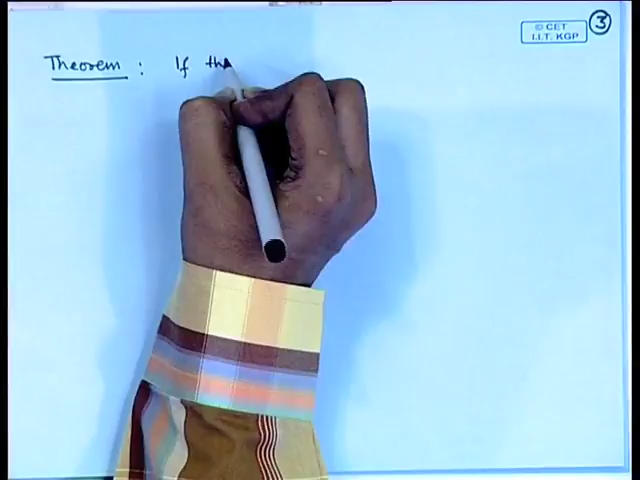 © CET
I.I.T. KGP
3
Theorem : If th